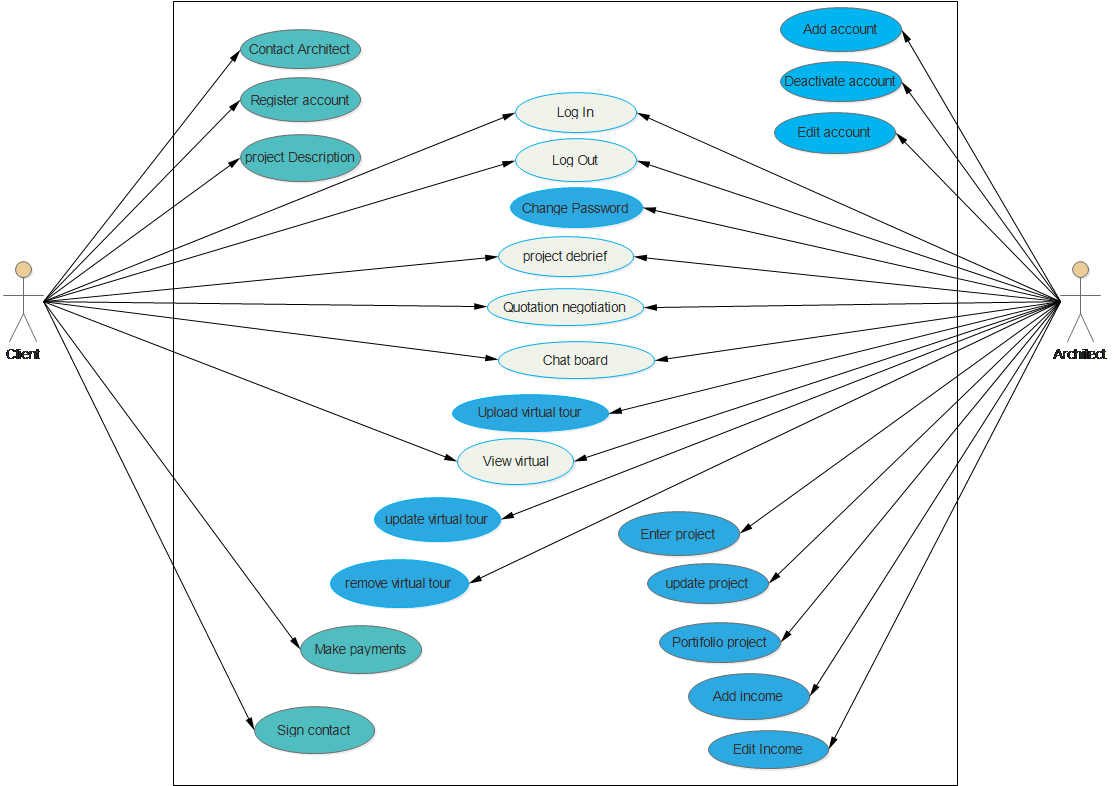 Add account
Contact Architect
Deactivate account
Register account
Log In
Edit account
project Description
Log Out
Change Password
project debrief
Quotation negotiation
Client
Architect
Chat board
Upload virtual tour
View virtual
update virtual tour
Enter project
remove virtual tour
update project
Portifolio project
Make payments
Add income
Sign contact
Edit Income